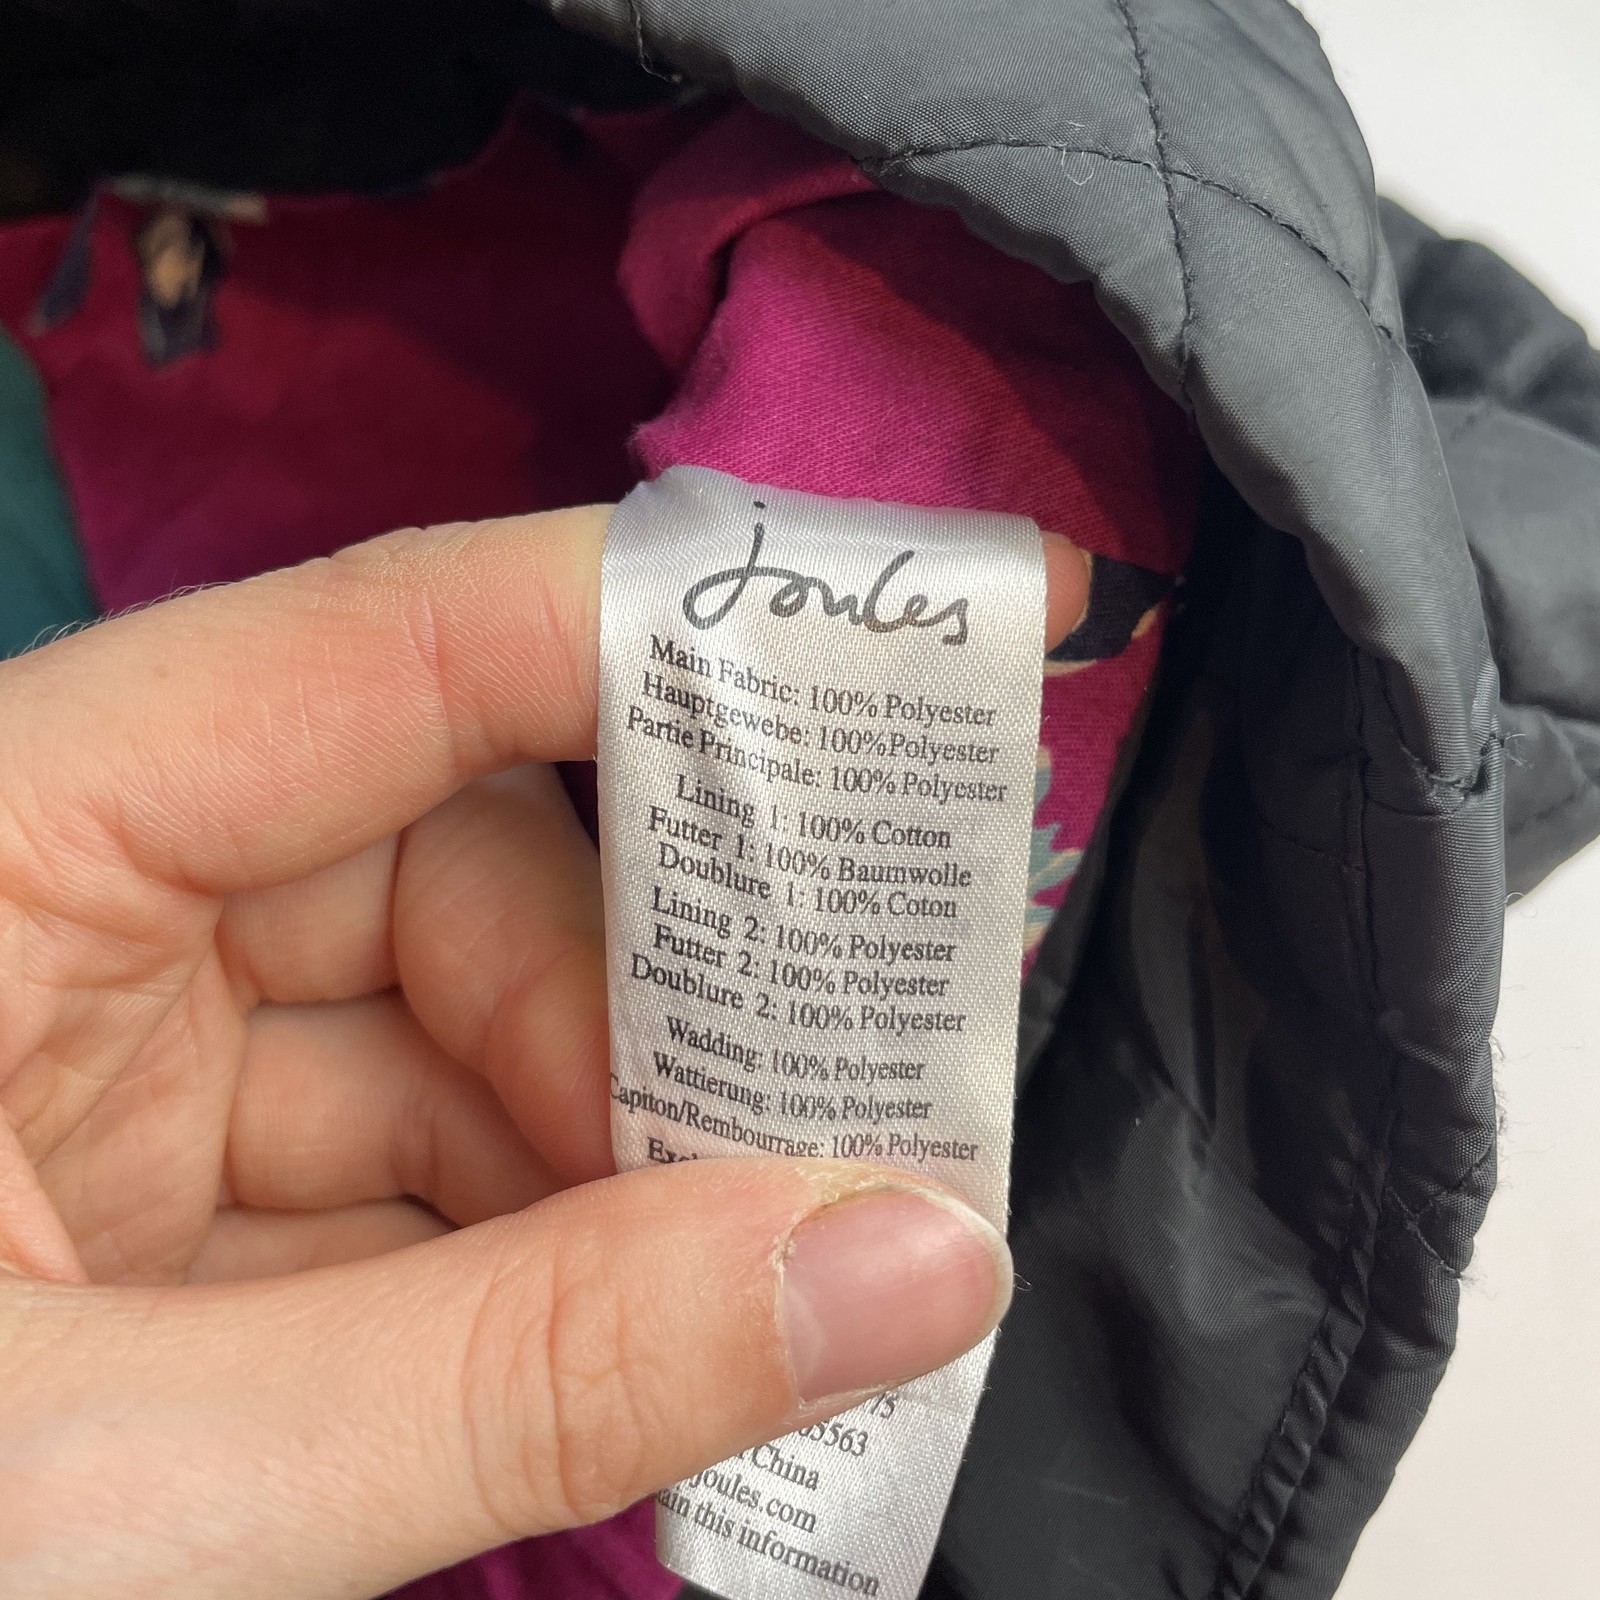 joules
Main Fabric: 100% Polyester
Hauptgewebe: 100%Polyester
Partie Principale: 100% Polyester
Lining 1: 100% Cotton
Futter 1: 100% Baumwolle
Doublure 1: 100% Coton
Lining 2: 100% Polyester
Futter 2: 100% Polyester
Doublure 2: 100% Polyester
Wadding: 100% Polyester
Wattierung: 100% Polyester
Capiton/Rembourrage: 100% Polyester
China
joules.com
this information